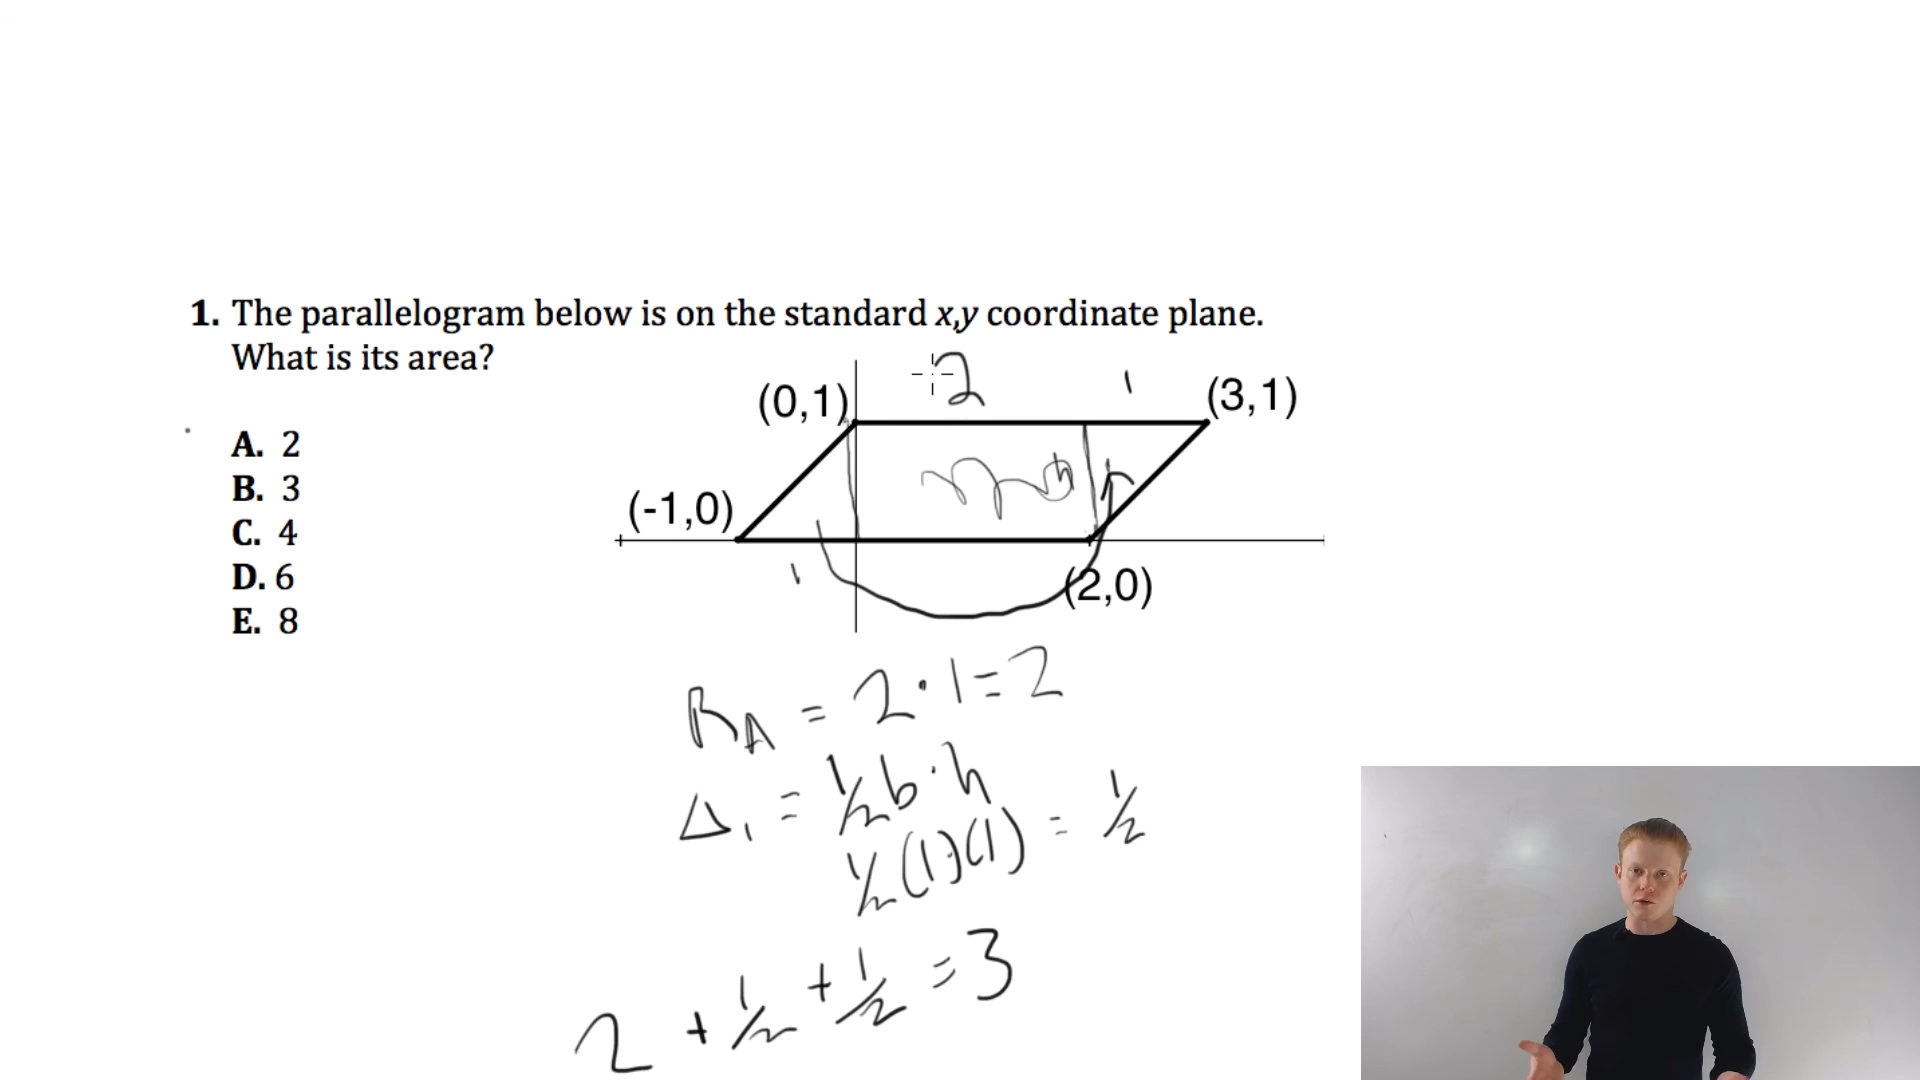 1. The parallelogram below is on the standard x,y coordinate plane.
What is its area?
A. 2
B. 3
C. 4
D. 6
E. 8
2
1
(0,1)
(3,1)
(-1,0)
h
1
(2,0)
R_A = 2 · 1 = 2
Δ₁ = ½ b · h
½ (1)(1) = ½
2 + ½ + ½ = 3